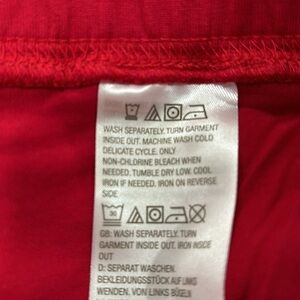 WASH SEPARATELY. TURN GARMENT
INSIDE OUT. MACHINE WASH COLD
DELICATE CYCLE. ONLY
NON-CHLORINE BLEACH WHEN
NEEDED. TUMBLE DRY LOW. COOL
IRON IF NEEDED. IRON ON REVERSE
SIDE
GB: WASH SEPARATELY. TURN
GARMENT INSIDE OUT. IRON INSIDE
OUT
D: SEPARAT WASCHEN.
BEKLEIDUNGSSTÜCK AUF LINKS
WENDEN. VON LINKS BÜGELN